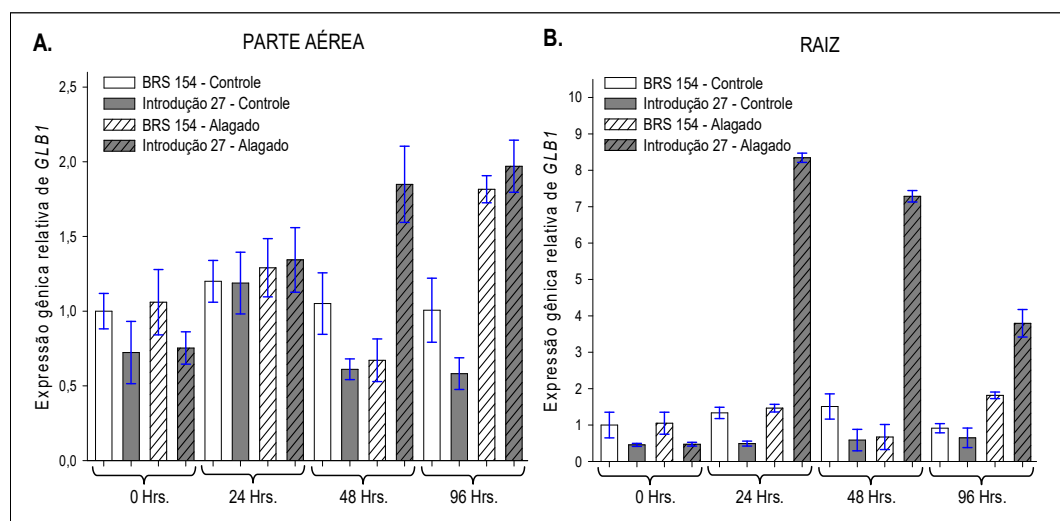 A.
PARTE AÉREA
Expressão gênica relativa de GLB1
2,5
2,0
1,5
1,0
0,5
0,0
BRS 154 - Controle
Introdução 27 - Controle
BRS 154 - Alagado
Introdução 27 - Alagado
0 Hrs.
24 Hrs.
48 Hrs.
96 Hrs.
B.
RAIZ
Expressão gênica relativa de GLB1
10
9
8
7
6
5
4
3
2
1
0
BRS 154 - Controle
Introdução 27 - Controle
BRS 154 - Alagado
Introdução 27 - Alagado
0 Hrs.
24 Hrs.
48 Hrs.
96 Hrs.